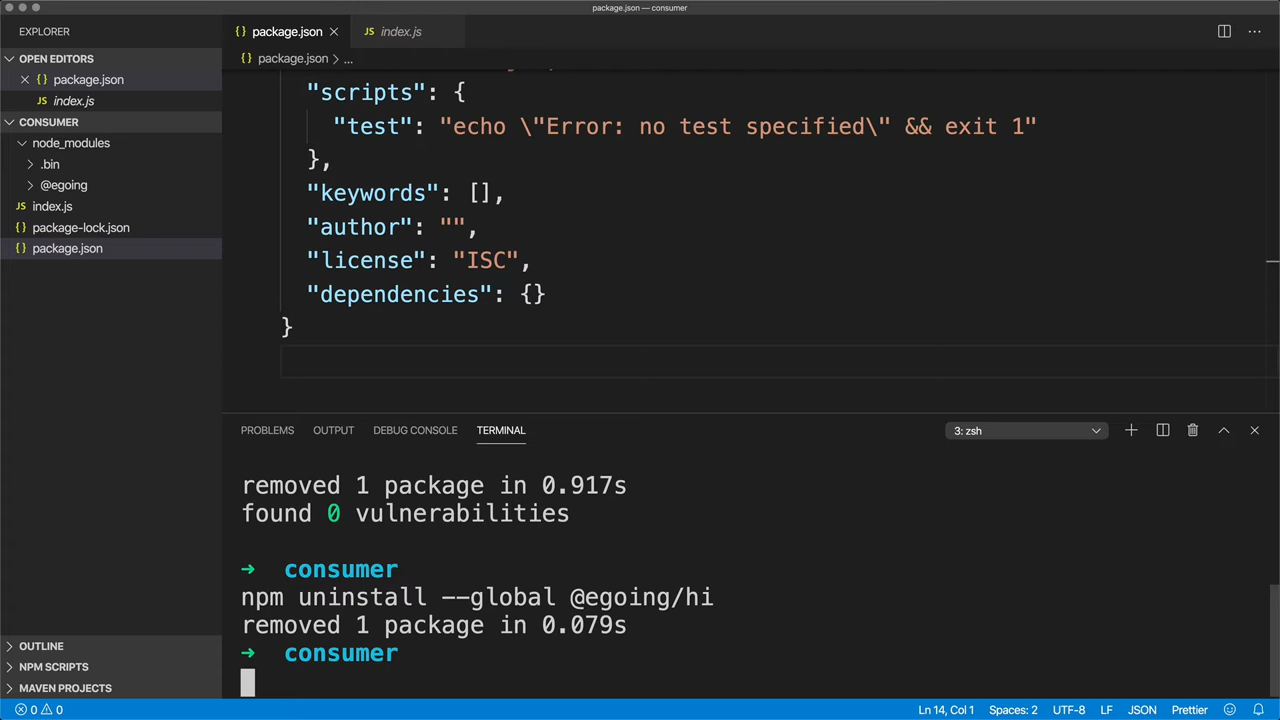 package.json — consumer
EXPLORER
package.json
JS index.js
OPEN EDITORS
package.json > ...
package.json
JS index.js
CONSUMER
node_modules
.bin
@egoing
JS index.js
package-lock.json
package.json
"scripts": {
"test": "echo \"Error: no test specified\" && exit 1"
},
"keywords": [],
"author": "",
"license": "ISC",
"dependencies": {}
}
PROBLEMS OUTPUT DEBUG CONSOLE TERMINAL
3: zsh
removed 1 package in 0.917s
found 0 vulnerabilities
➜ consumer
npm uninstall --global @egoing/hi
removed 1 package in 0.079s
➜ consumer
OUTLINE
NPM SCRIPTS
MAVEN PROJECTS
0 0
Ln 14, Col 1 Spaces: 2 UTF-8 LF JSON Prettier